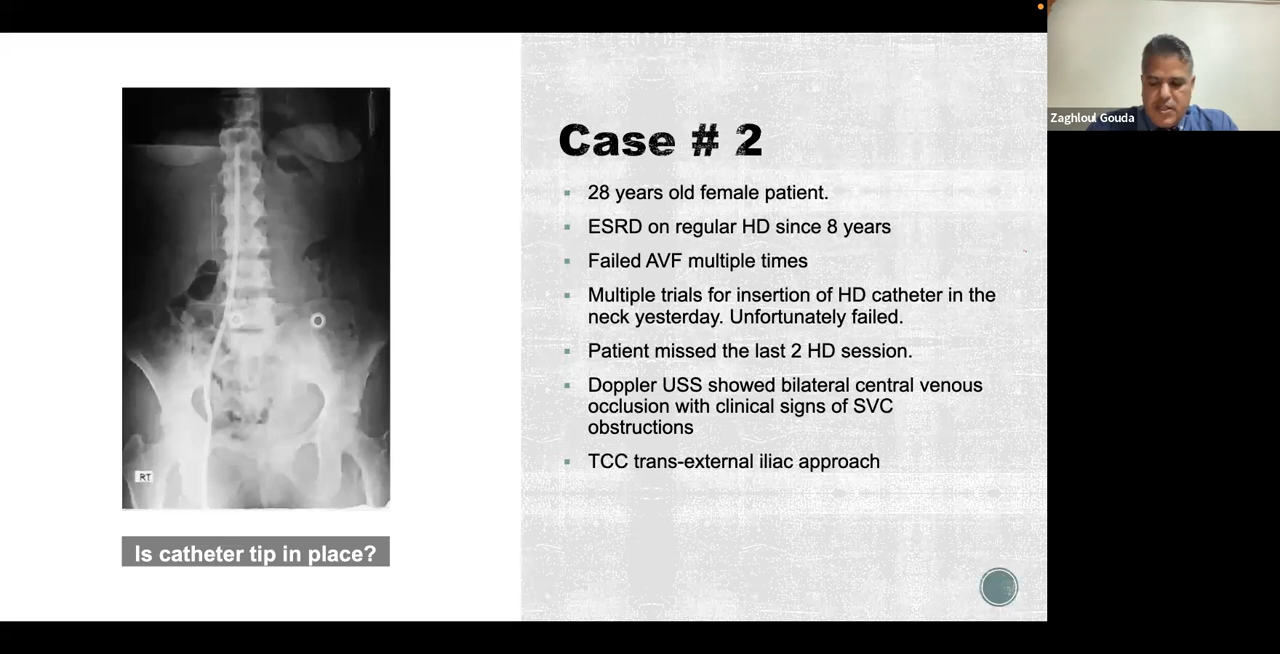 Zaghloul Gouda
Case # 2
28 years old female patient.
ESRD on regular HD since 8 years
Failed AVF multiple times
Multiple trials for insertion of HD catheter in the
neck yesterday. Unfortunately failed.
Patient missed the last 2 HD session.
Doppler USS showed bilateral central venous
occlusion with clinical signs of SVC
obstructions
TCC trans-external iliac approach
RT
Is catheter tip in place?